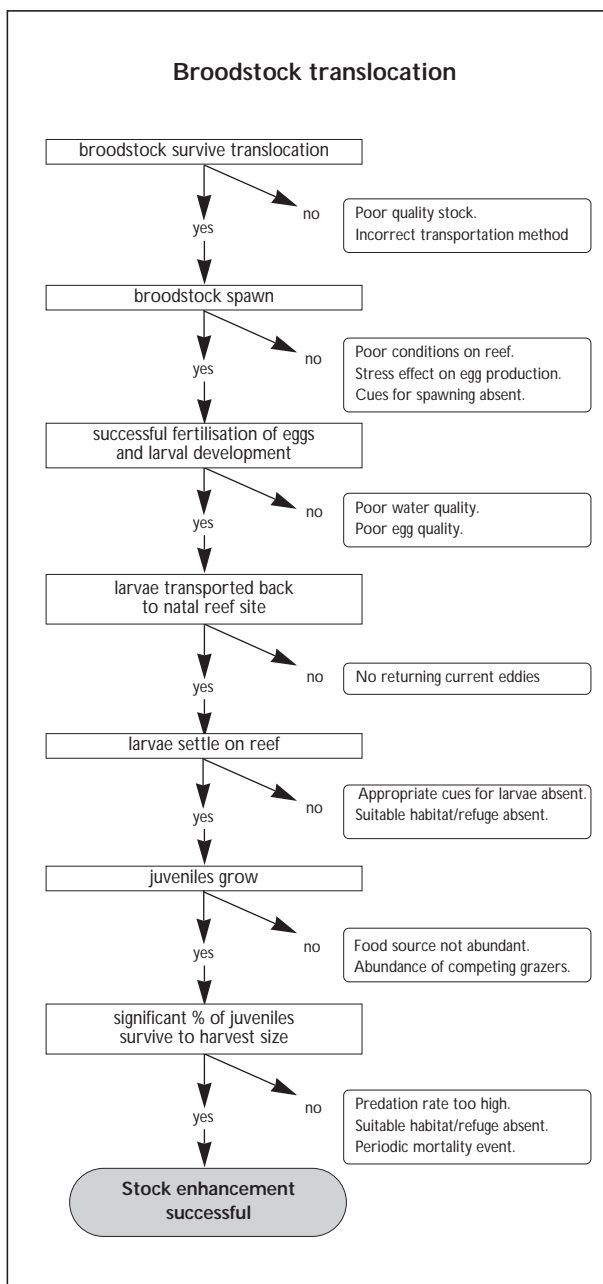 Broodstock translocation
broodstock survive translocation
no
Poor quality stock.
Incorrect transportation method
yes
broodstock spawn
no
Poor conditions on reef.
Stress effect on egg production.
Cues for spawning absent.
yes
successful fertilisation of eggs
and larval development
no
Poor water quality.
Poor egg quality.
yes
larvae transported back
to natal reef site
no
No returning current eddies
yes
larvae settle on reef
no
Appropriate cues for larvae absent.
Suitable habitat/refuge absent.
yes
juveniles grow
no
Food source not abundant.
Abundance of competing grazers.
yes
significant % of juveniles
survive to harvest size
no
Predation rate too high.
Suitable habitat/refuge absent.
Periodic mortality event.
yes
Stock enhancement
successful